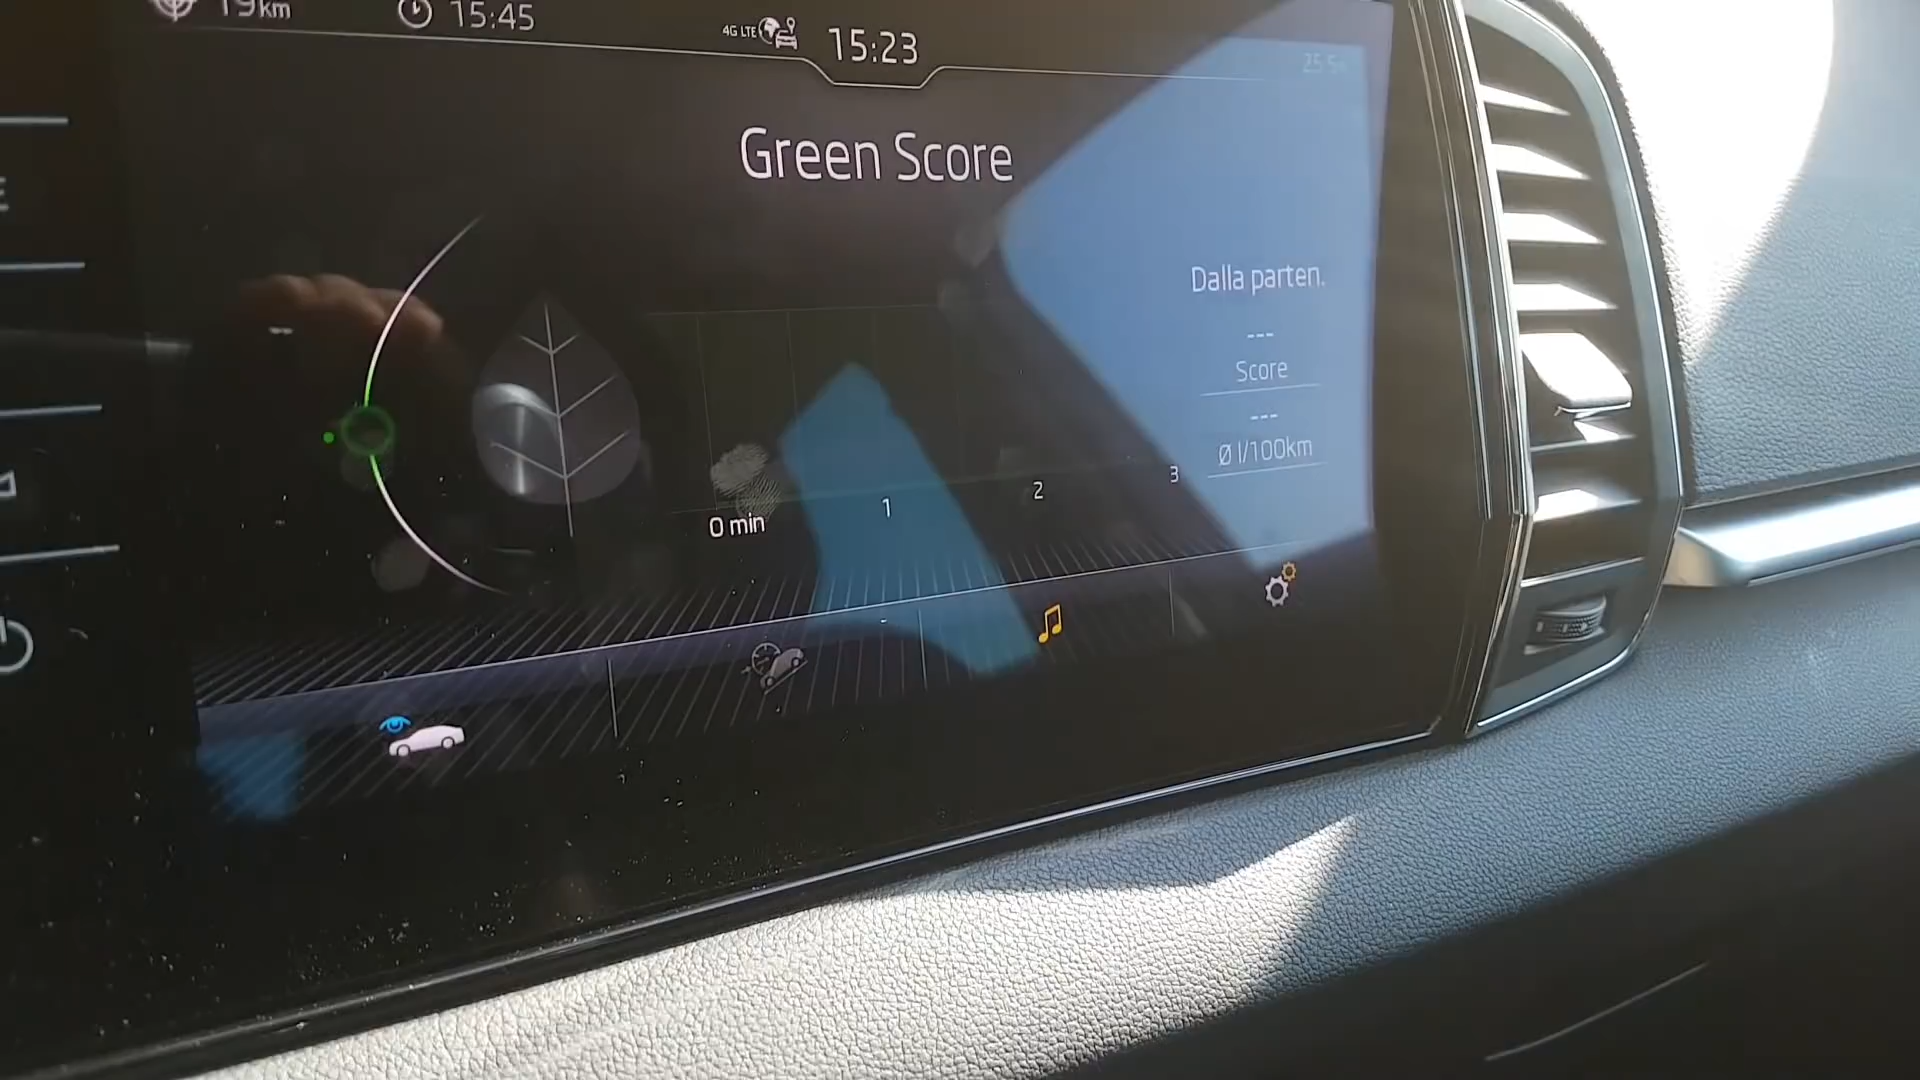 19km
15:45
4G LTE
15:23
Green Score
Dalla parten.
---
Score
---
Ø l/100km
0 min
1
2
3